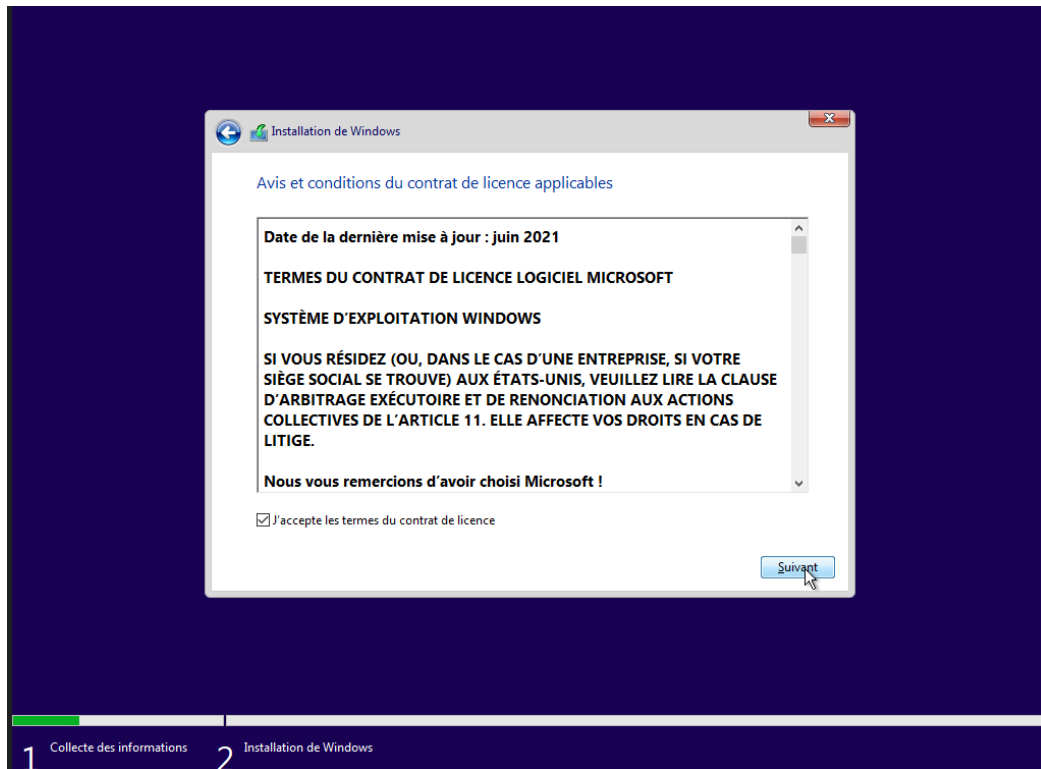 Installation de Windows
Avis et conditions du contrat de licence applicables
Date de la dernière mise à jour : juin 2021
TERMES DU CONTRAT DE LICENCE LOGICIEL MICROSOFT
SYSTÈME D’EXPLOITATION WINDOWS
SI VOUS RÉSIDEZ (OU, DANS LE CAS D’UNE ENTREPRISE, SI VOTRE
SIÈGE SOCIAL SE TROUVE) AUX ÉTATS-UNIS, VEUILLEZ LIRE LA CLAUSE
D’ARBITRAGE EXÉCUTOIRE ET DE RENONCIATION AUX ACTIONS
COLLECTIVES DE L’ARTICLE 11. ELLE AFFECTE VOS DROITS EN CAS DE
LITIGE.
Nous vous remercions d’avoir choisi Microsoft !
J'accepte les termes du contrat de licence
Suivant
1 Collecte des informations 2 Installation de Windows